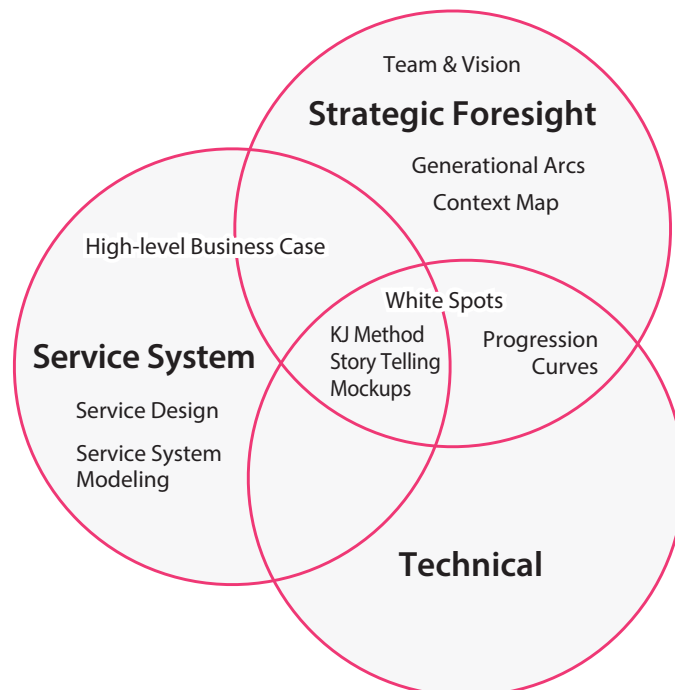 Team & Vision
Strategic Foresight
Generational Arcs
Context Map
High-level Business Case
White Spots
KJ Method
Story Telling
Mockups
Progression
Curves
Service System
Service Design
Service System
Modeling
Technical